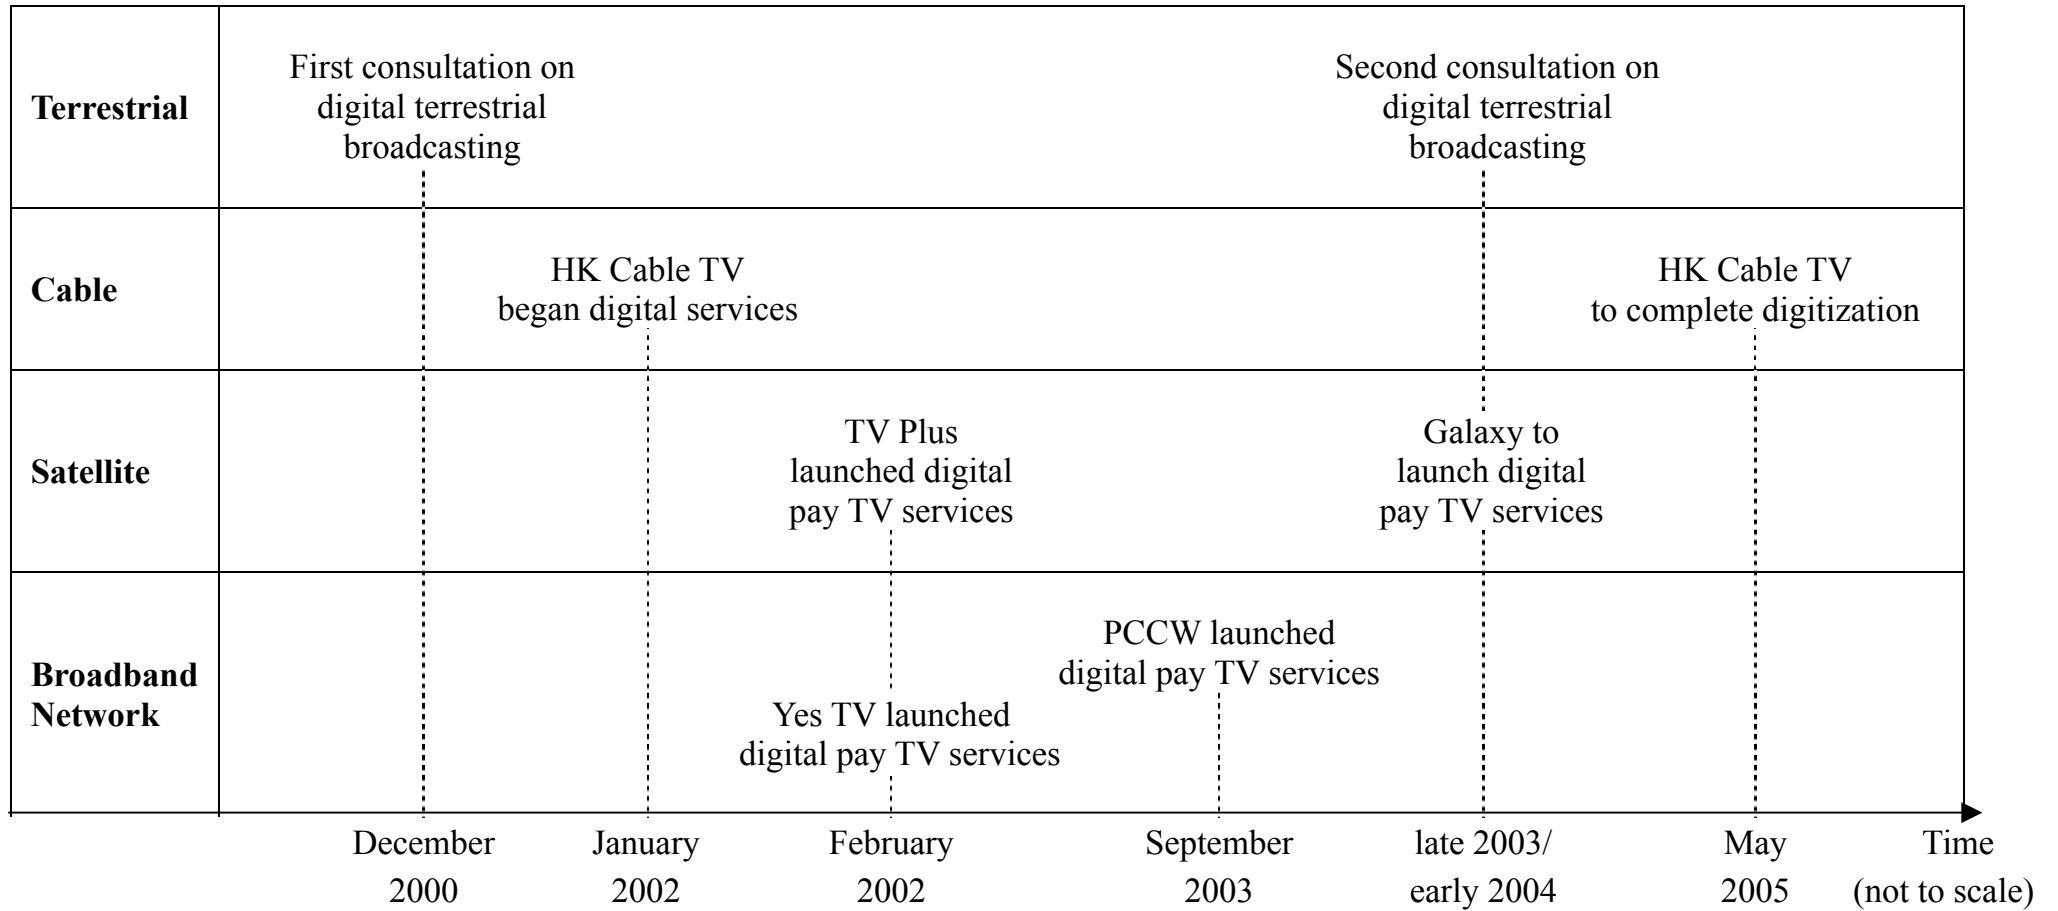 Terrestrial
First consultation on
digital terrestrial
broadcasting
Second consultation on
digital terrestrial
broadcasting
Cable
HK Cable TV
began digital services
HK Cable TV
to complete digitization
Satellite
TV Plus
launched digital
pay TV services
Galaxy to
launch digital
pay TV services
Broadband
Network
Yes TV launched
digital pay TV services
PCCW launched
digital pay TV services
December
2000
January
2002
February
2002
September
2003
late 2003/
early 2004
May
2005
Time
(not to scale)